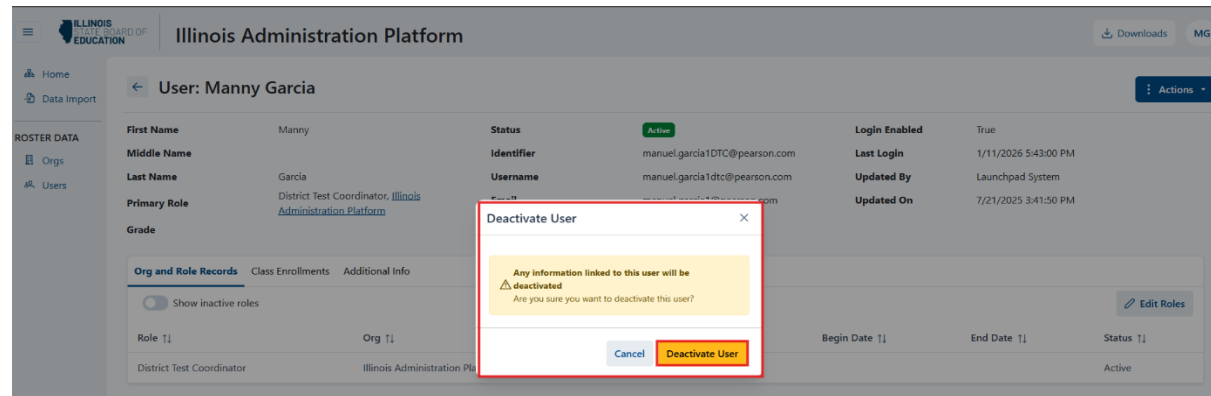 ILLINOIS
STATE BOARD OF
EDUCATION
Illinois Administration Platform
Downloads
MG
Home
Data Import
ROSTER DATA
Orgs
Users
User: Manny Garcia
Actions
First Name Manny
Middle Name
Last Name Garcia
Primary Role District Test Coordinator, Illinois
Administration Platform
Grade
Status Active
Identifier manuel.garcia1DTC@pearson.com
Username manuel.garcia1dtc@pearson.com
Login Enabled True
Last Login 1/11/2026 5:43:00 PM
Updated By Launchpad System
Updated On 7/21/2025 3:41:50 PM
Deactivate User
Any information linked to this user will be
deactivated
Are you sure you want to deactivate this user?
Cancel Deactivate User
Org and Role Records Class Enrollments Additional Info
Show inactive roles
Edit Roles
Role Org Begin Date End Date Status
District Test Coordinator Illinois Administration Active